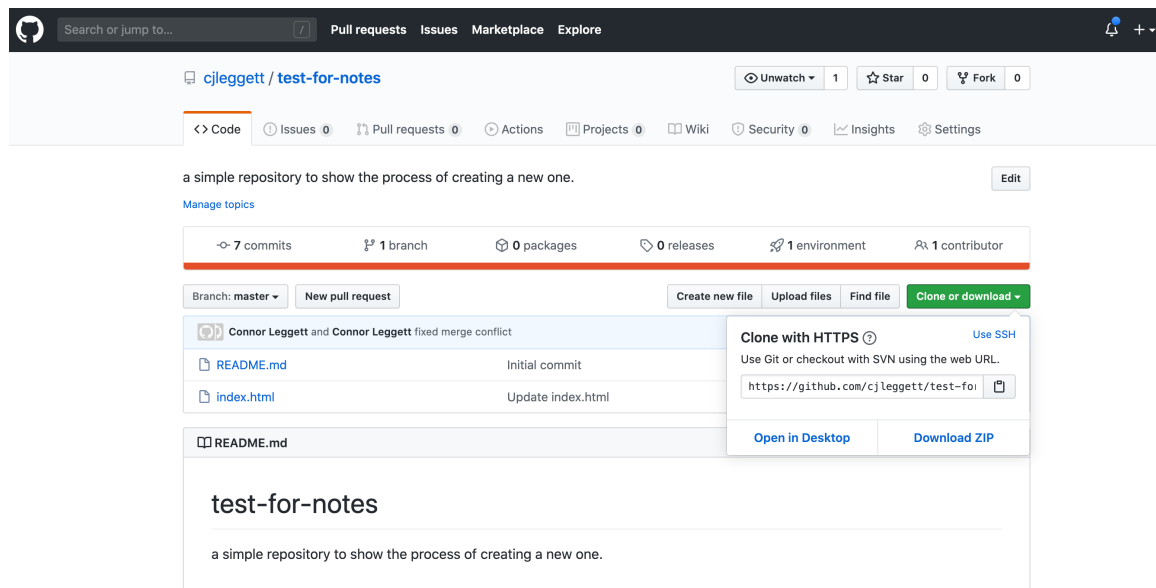 Search or jump to... / Pull requests Issues Marketplace Explore
cjleggett / test-for-notes Unwatch 1 Star 0 Fork 0
Code Issues 0 Pull requests 0 Actions Projects 0 Wiki Security 0 Insights Settings
a simple repository to show the process of creating a new one. Edit
Manage topics
7 commits 1 branch 0 packages 0 releases 1 environment 1 contributor
Branch: master New pull request Create new file Upload files Find file Clone or download
Connor Leggett and Connor Leggett fixed merge conflict
README.md Initial commit
index.html Update index.html
Clone with HTTPS ? Use SSH
Use Git or checkout with SVN using the web URL.
https://github.com/cjleggett/test-for
Open in Desktop Download ZIP
README.md
test-for-notes
a simple repository to show the process of creating a new one.